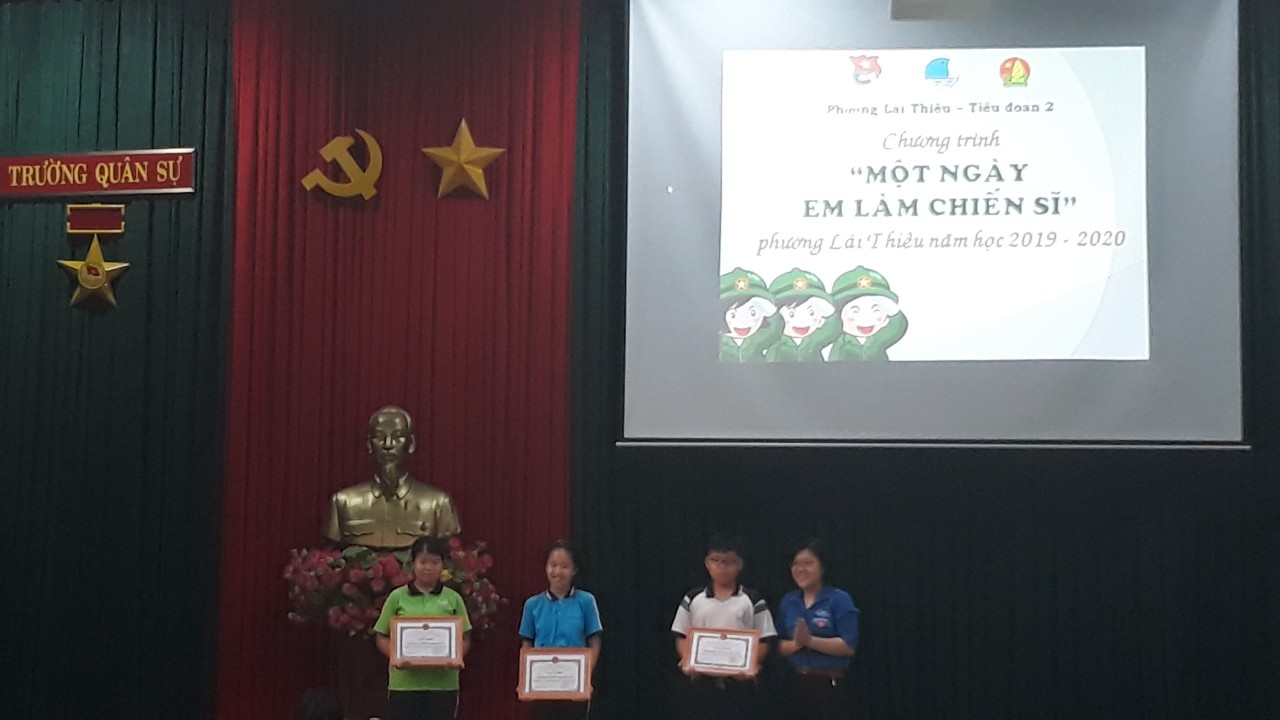 TRƯỜNG QUÂN SỰ
Phường Lái Thiêu - Tiểu đoàn 2
Chương trình
“MỘT NGÀY
EM LÀM CHIẾN SĨ”
phường Lái Thiêu năm học 2019 - 2020